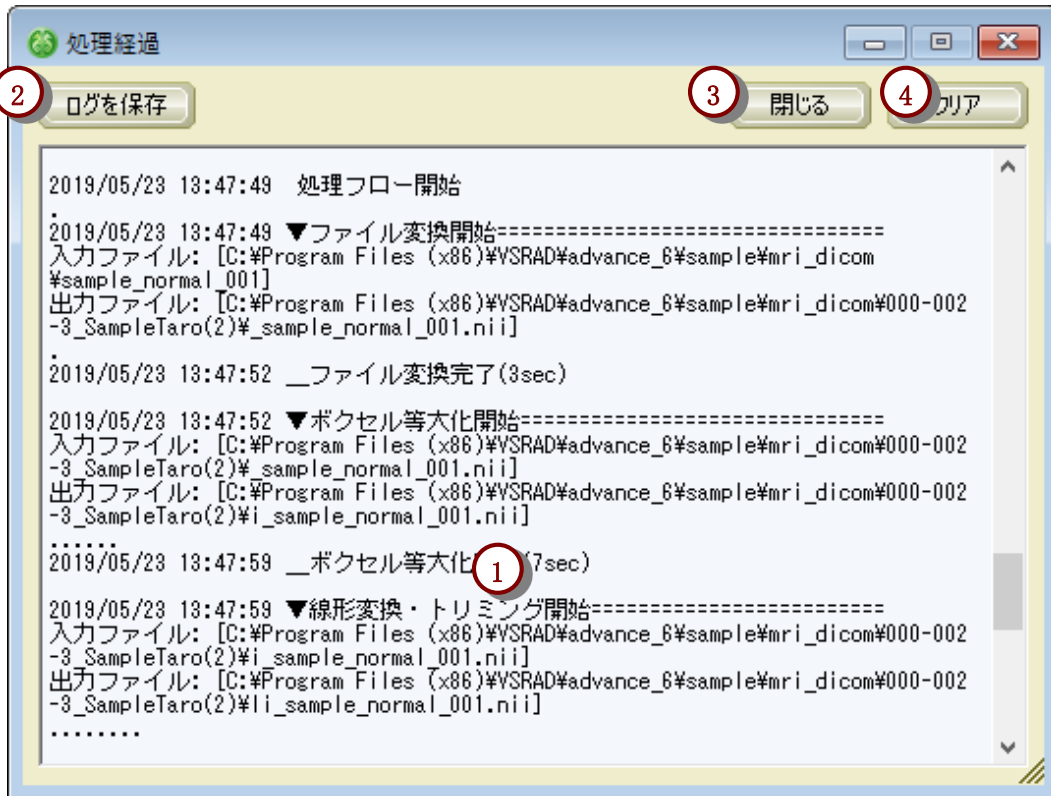 処理経過
② ログを保存
③ 閉じる
④ リア
2019/05/23 13:47:49 処理フロー開始
.
2019/05/23 13:47:49 ▼ファイル変換開始=================================
入力ファイル: [C:¥Program Files (x86)¥VSRAD¥advance_6¥sample¥mri_dicom
¥sample_normal_001]
出力ファイル: [C:¥Program Files (x86)¥VSRAD¥advance_6¥sample¥mri_dicom¥000-002
-3_SampleTaro(2)¥_sample_normal_001.nii]
.
2019/05/23 13:47:52 __ファイル変換完了(3sec)
2019/05/23 13:47:52 ▼ボクセル等大化開始===============================
入力ファイル: [C:¥Program Files (x86)¥VSRAD¥advance_6¥sample¥mri_dicom¥000-002
-3_SampleTaro(2)¥_sample_normal_001.nii]
出力ファイル: [C:¥Program Files (x86)¥VSRAD¥advance_6¥sample¥mri_dicom¥000-002
-3_SampleTaro(2)¥i_sample_normal_001.nii]
......
2019/05/23 13:47:59 __ボクセル等大化 ① (7sec)
2019/05/23 13:47:59 ▼線形変換・トリミング開始=========================
入力ファイル: [C:¥Program Files (x86)¥VSRAD¥advance_6¥sample¥mri_dicom¥000-002
-3_SampleTaro(2)¥i_sample_normal_001.nii]
出力ファイル: [C:¥Program Files (x86)¥VSRAD¥advance_6¥sample¥mri_dicom¥000-002
-3_SampleTaro(2)¥li_sample_normal_001.nii]
........